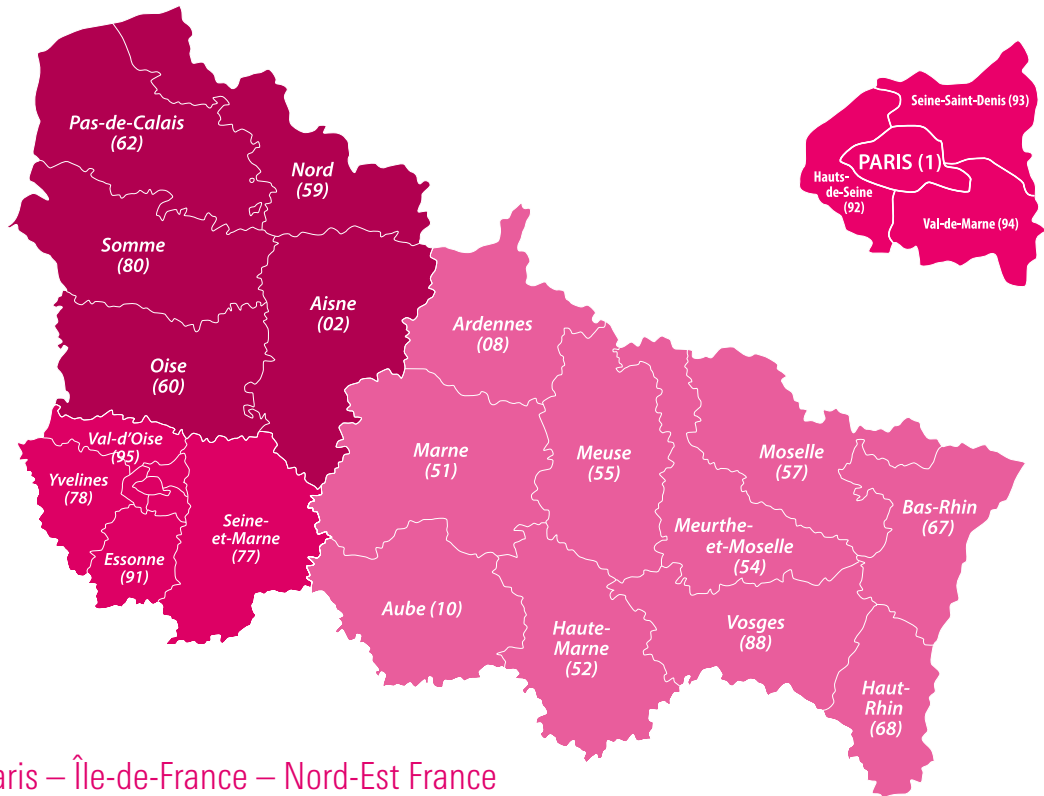 Pas-de-Calais
(62)
Nord
(59)
Somme
(80)
Aisne
(02)
Oise
(60)
Val-d'Oise
(95)
Yvelines
(78)
Essonne
(91)
Seine-
et-Marne
(77)
Ardennes
(08)
Marne
(51)
Meuse
(55)
Moselle
(57)
Meurthe-
et-Moselle
(54)
Bas-Rhin
(67)
Aube (10)
Haute-
Marne
(52)
Vosges
(88)
Haut-
Rhin
(68)
Seine-Saint-Denis (93)
PARIS (1)
Hauts-
de-Seine
(92)
Val-de-Marne (94)
aris – Île-de-France – Nord-Est France